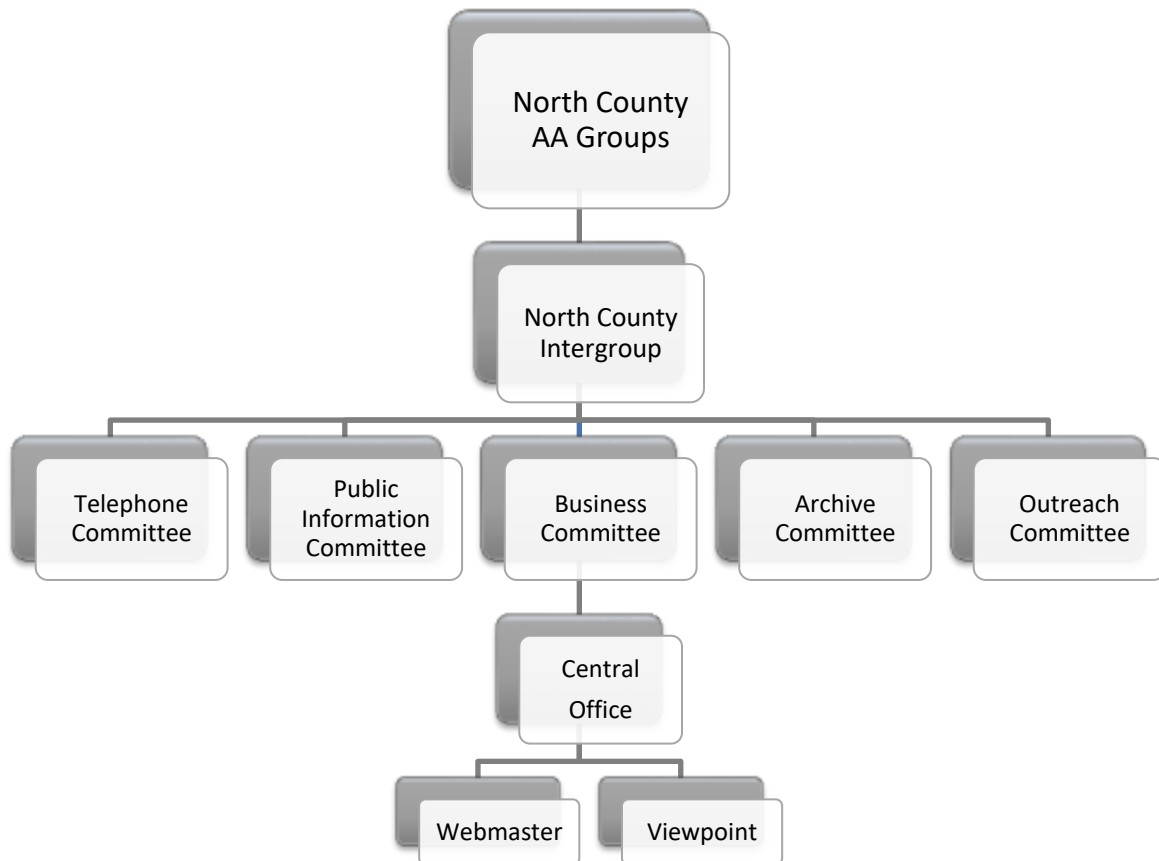 North County
AA Groups
North County
Intergroup
Telephone
Committee
Public
Information
Committee
Business
Committee
Archive
Committee
Outreach
Committee
Central
Office
Webmaster
Viewpoint